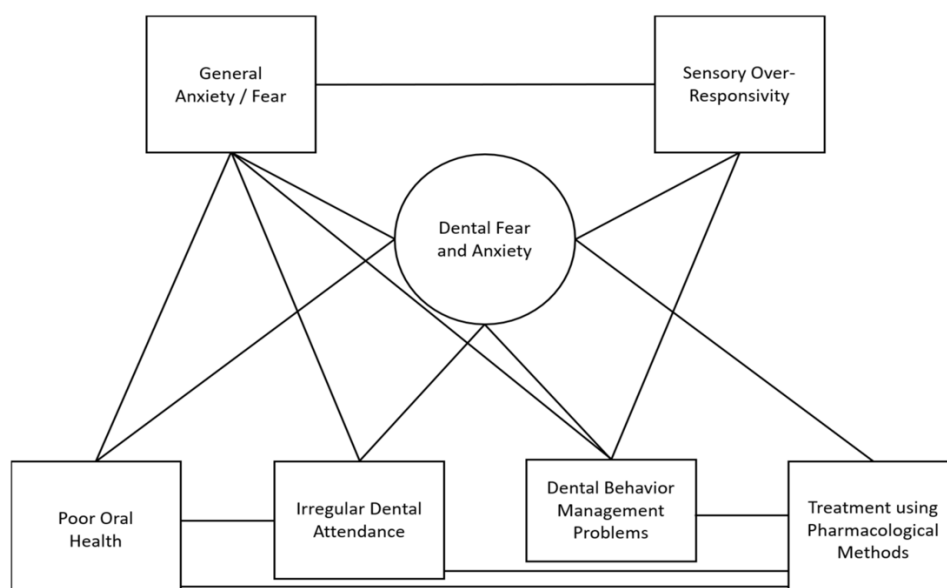 General
Anxiety / Fear
Sensory Over-
Responsivity
Dental Fear
and Anxiety
Poor Oral
Health
Irregular Dental
Attendance
Dental Behavior
Management
Problems
Treatment using
Pharmacological
Methods